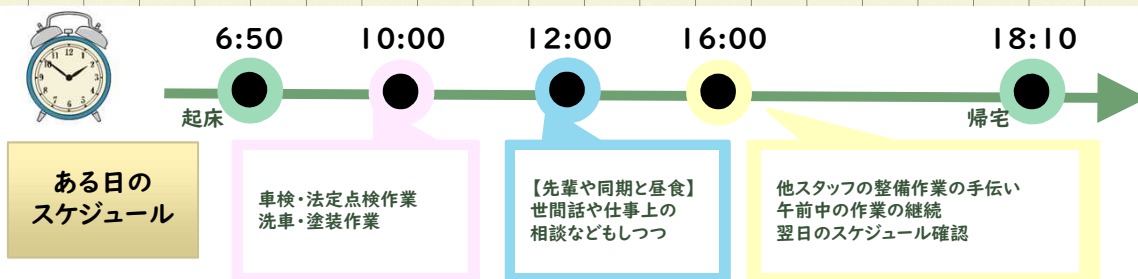 6:50
10:00
12:00
16:00
18:10
起床
帰宅
ある日の
スケジュール
車検・法定点検作業
洗車・塗装作業
【先輩や同期と昼食】
世間話や仕事上の
相談などもしつつ
他スタッフの整備作業の手伝い
午前中の作業の継続
翌日のスケジュール確認